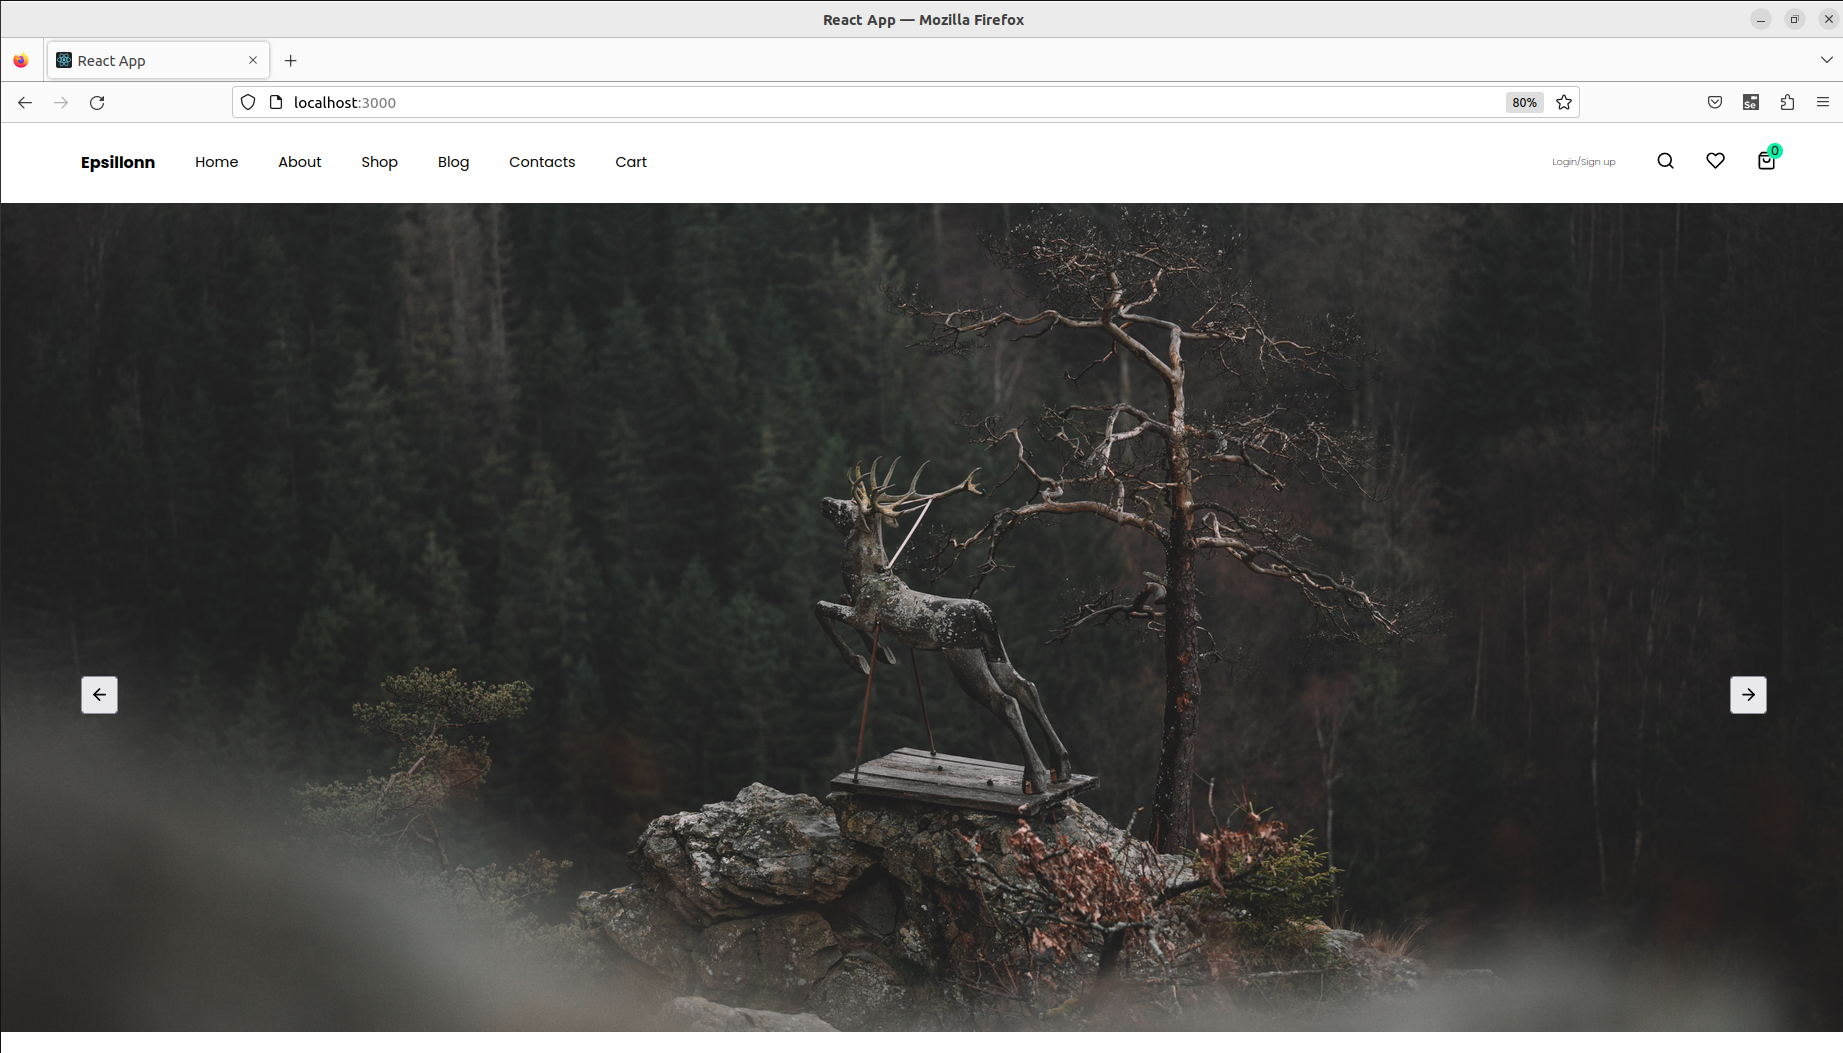 React App — Mozilla Firefox
React App
localhost:3000 80%
Se
Epsillonn Home About Shop Blog Contacts Cart Login/Sign up 0